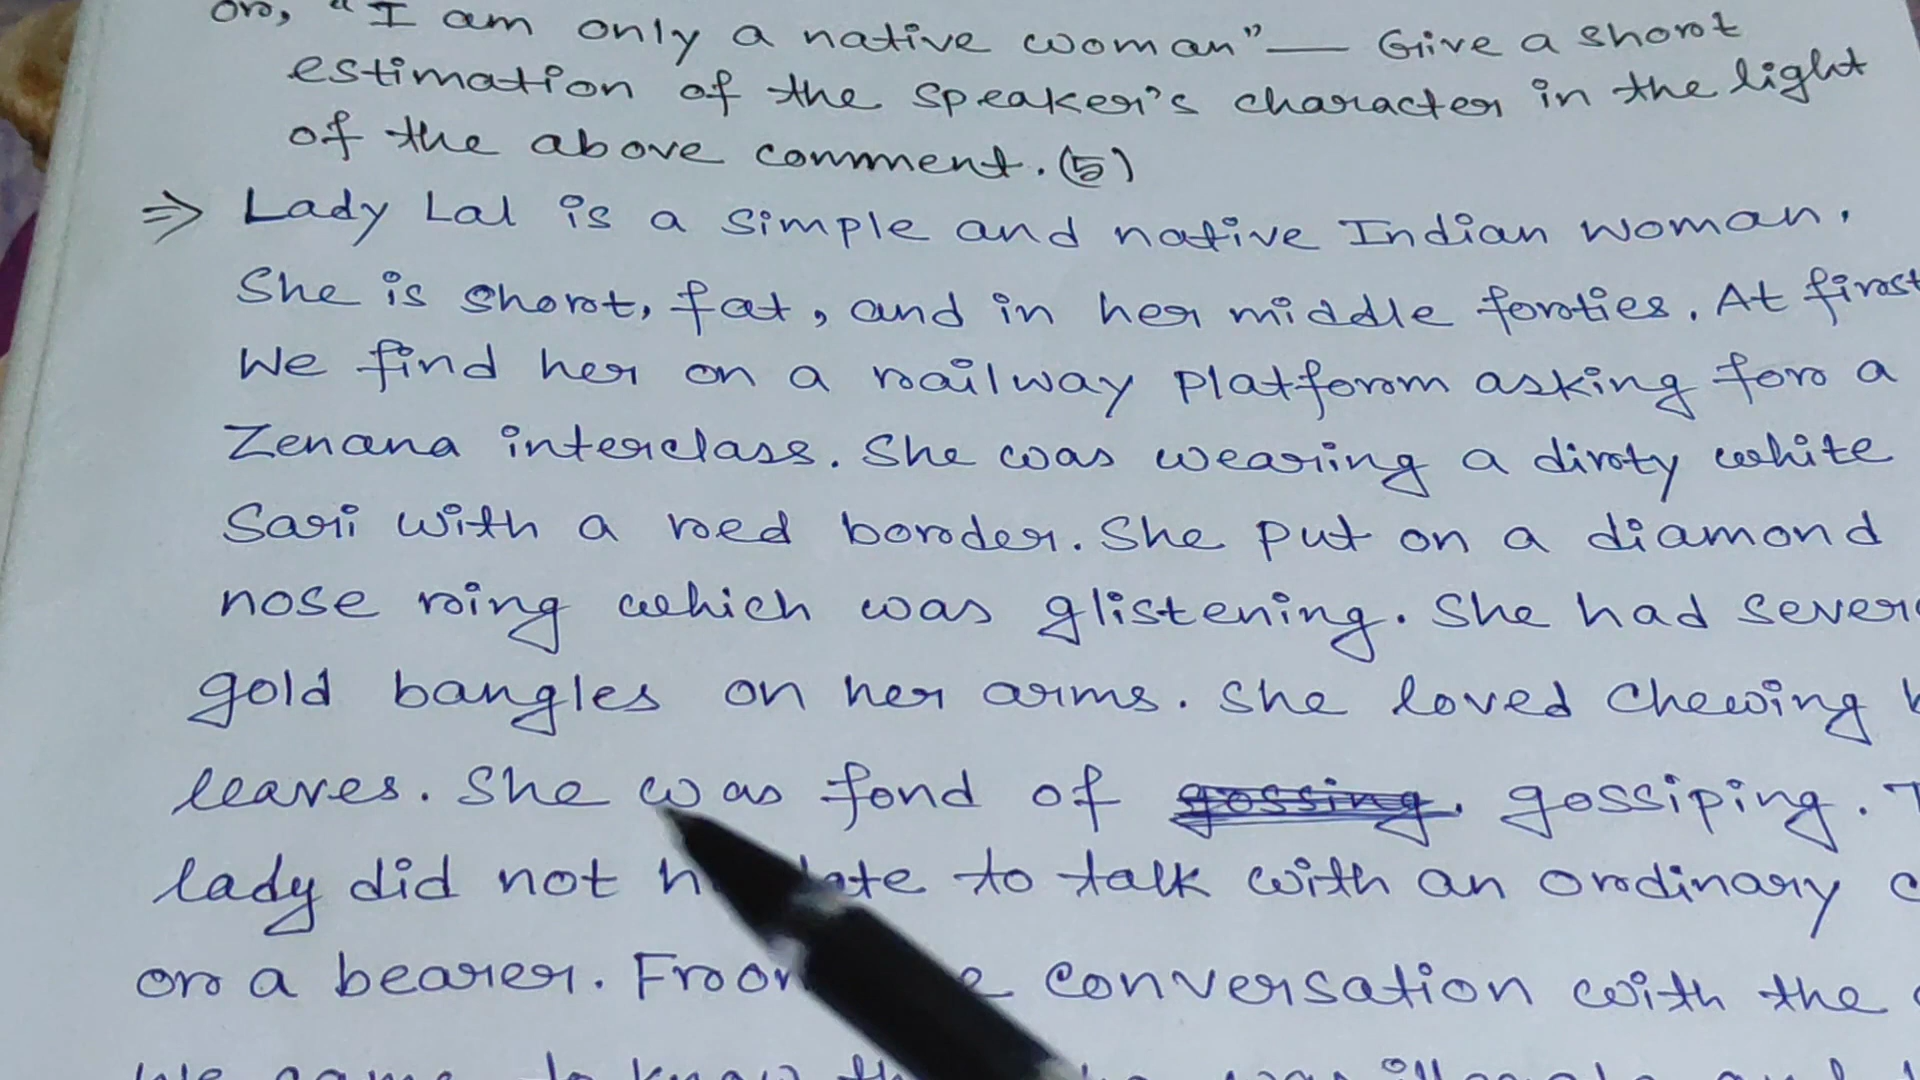 or, "I am only a native woman" — Give a short
estimation of the speaker's character in the light
of the above comment. (5)
⇒ Lady Lal is a simple and native Indian woman.
She is short, fat, and in her middle forties. At first
We find her on a railway platform asking for a
Zenana interclass. She was wearing a dirty white
Sari with a red border. She put on a diamond
nose ring which was glistening. She had
gold bangles on her arms. She loved chewing
leaves. She was fond of gossing. gossiping.
lady did not to talk with an ordinary
or a bearer. conversation with the
We came to know